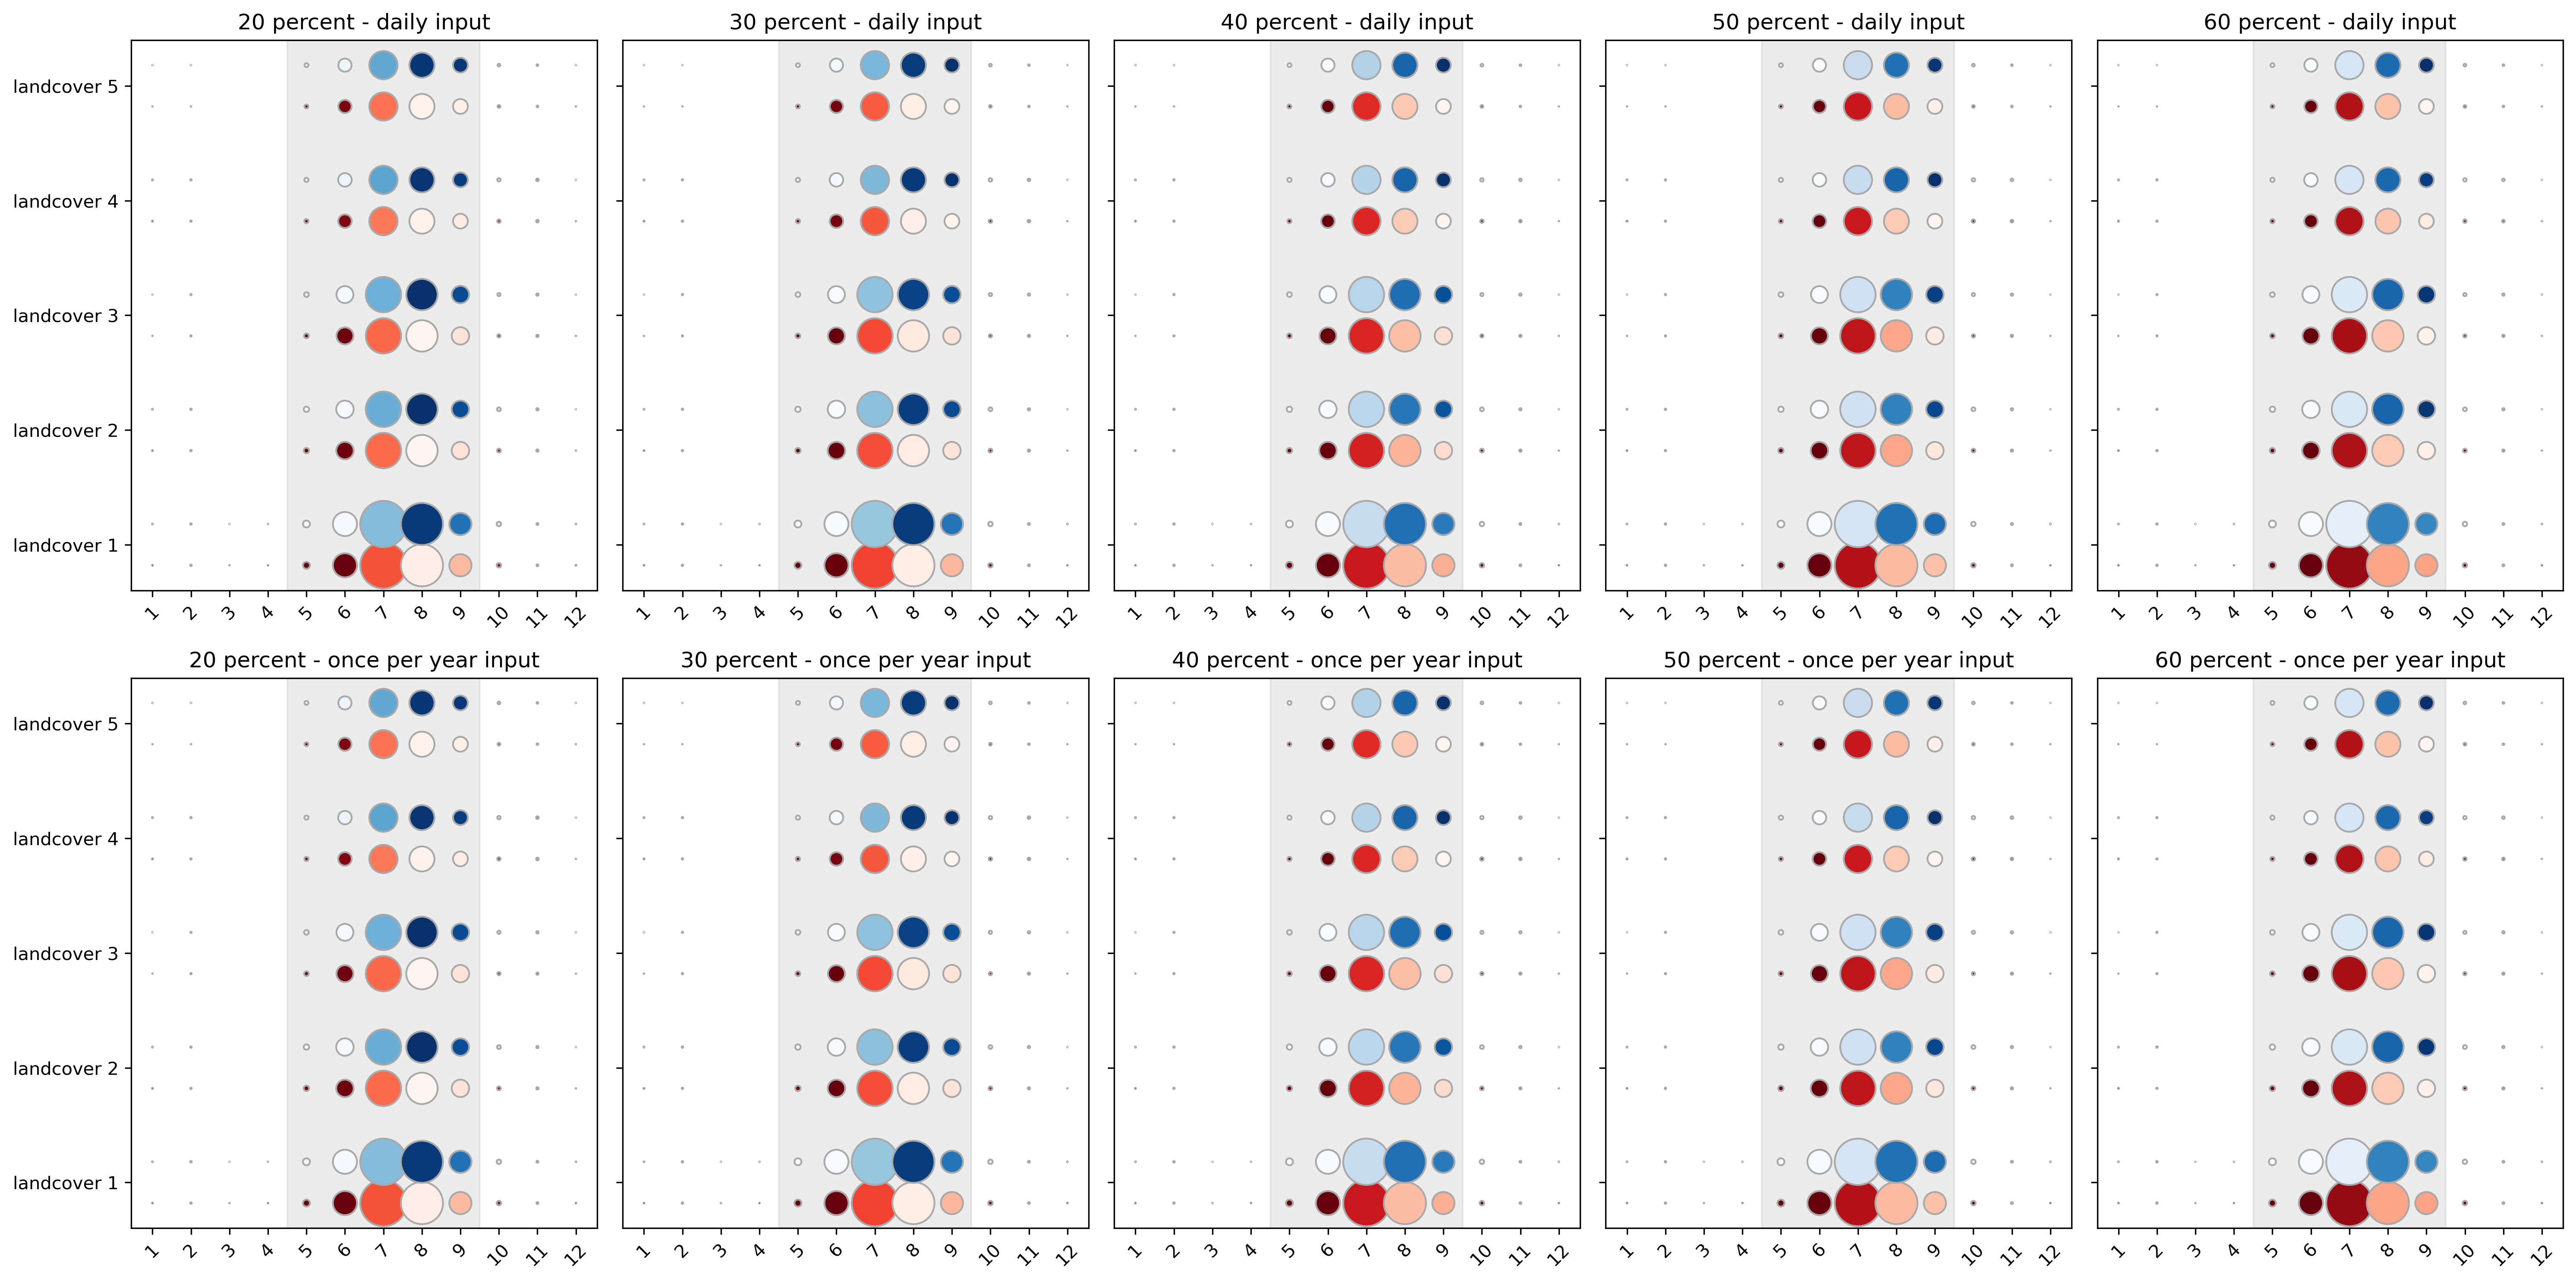 20 percent - daily input
30 percent - daily input
40 percent - daily input
50 percent - daily input
60 percent - daily input
landcover 5
landcover 4
landcover 3
landcover 2
landcover 1
1 2 3 4 5 6 7 8 9 10 11 12
1 2 3 4 5 6 7 8 9 10 11 12
1 2 3 4 5 6 7 8 9 10 11 12
1 2 3 4 5 6 7 8 9 10 11 12
1 2 3 4 5 6 7 8 9 10 11 12
20 percent - once per year input
30 percent - once per year input
40 percent - once per year input
50 percent - once per year input
60 percent - once per year input
landcover 5
landcover 4
landcover 3
landcover 2
landcover 1
1 2 3 4 5 6 7 8 9 10 11 12
1 2 3 4 5 6 7 8 9 10 11 12
1 2 3 4 5 6 7 8 9 10 11 12
1 2 3 4 5 6 7 8 9 10 11 12
1 2 3 4 5 6 7 8 9 10 11 12